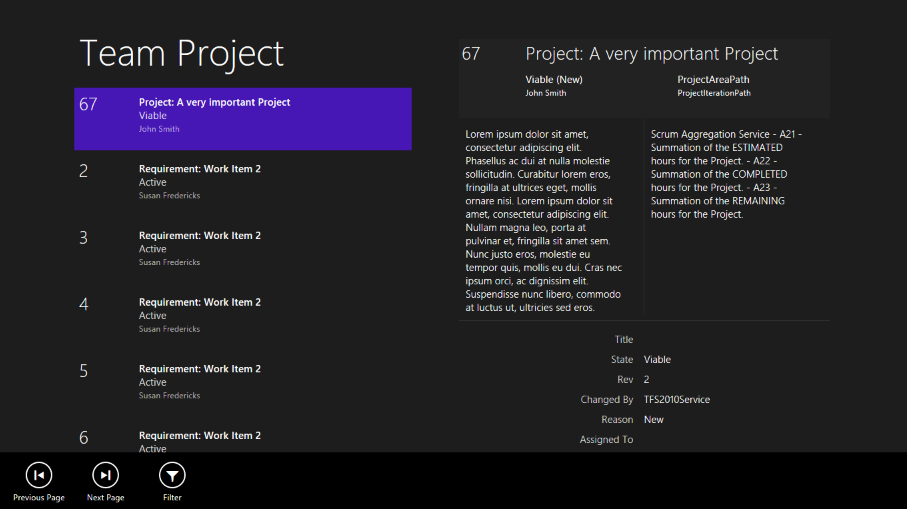 Team Project
67
Project: A very important Project
Viable
John Smith
2
Requirement: Work Item 2
Active
Susan Fredericks
3
Requirement: Work Item 2
Active
Susan Fredericks
4
Requirement: Work Item 2
Active
Susan Fredericks
5
Requirement: Work Item 2
Active
Susan Fredericks
6
Requirement: Work Item 2
Active
67 Project: A very important Project
Viable (New)
John Smith
ProjectAreaPath
ProjectIterationPath
Lorem ipsum dolor sit amet,
consectetur adipiscing elit.
Phasellus ac dui at nulla molestie
sollicitudin. Curabitur lorem eros,
fringilla at ultrices eget, mollis
ornare nisi. Lorem ipsum dolor sit
amet, consectetur adipiscing elit.
Nullam magna leo, porta at
pulvinar et, fringilla sit amet sem.
Nunc justo eros, molestie eu
tempor quis, mollis eu dui. Cras nec
ipsum orci, ac dignissim elit.
Suspendisse nunc libero, commodo
at luctus ut, ultricies sed eros.
Scrum Aggregation Service - A21 -
Summation of the ESTIMATED
hours for the Project. - A22 -
Summation of the COMPLETED
hours for the Project. - A23 -
Summation of the REMAINING
hours for the Project.
Title
State Viable
Rev 2
Changed By TFS2010Service
Reason New
Assigned To
Previous Page
Next Page
Filter